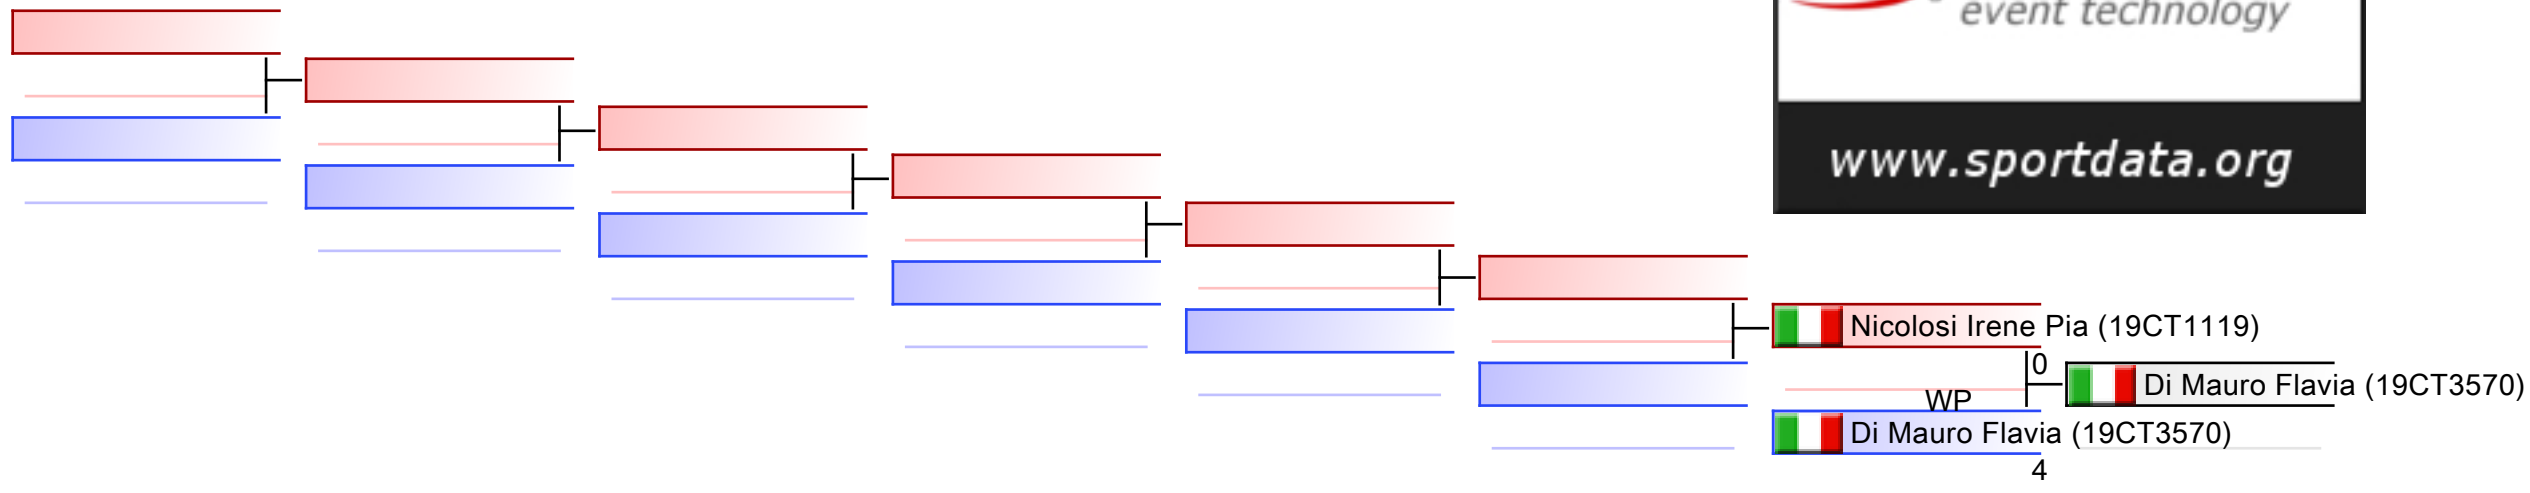 event technology
www.sportdata.org
Nicolosi Irene Pia (19CT1119)
0
Di Mauro Flavia (19CT3570)
WP
Di Mauro Flavia (19CT3570)
4